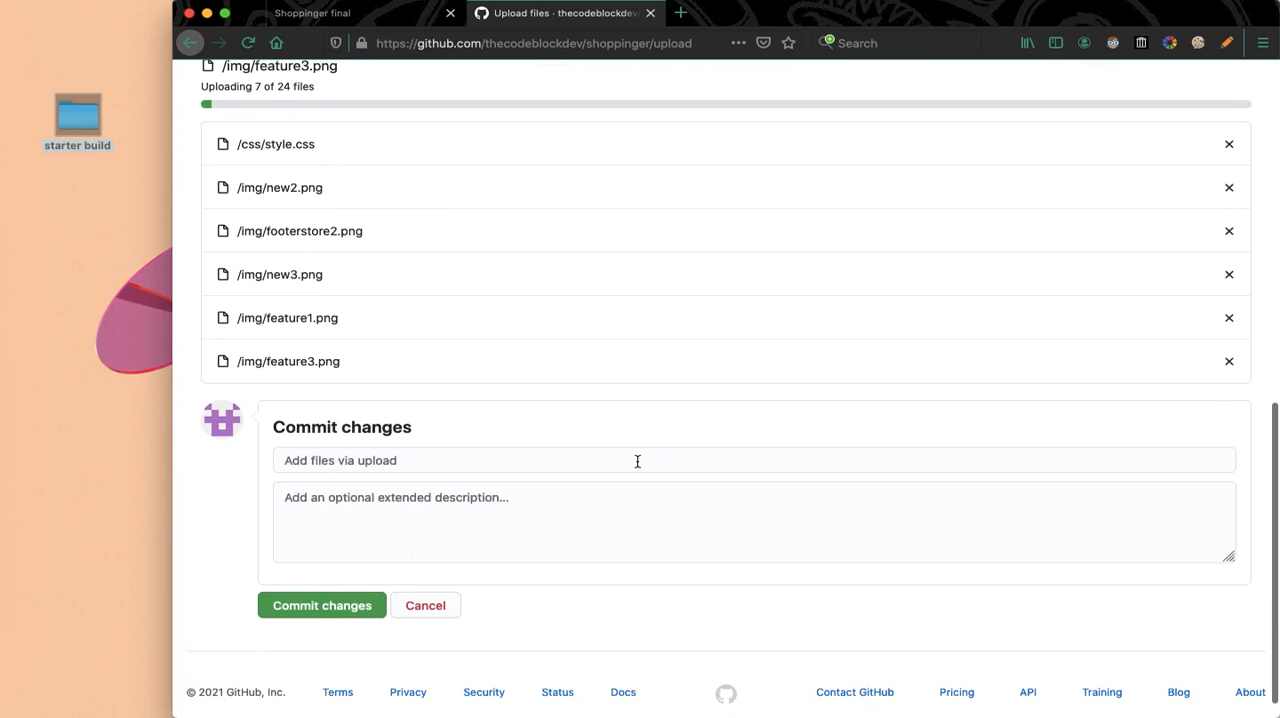 Shoppinger final
Upload files · thecodeblockdev
https://github.com/thecodeblockdev/shoppinger/upload
Search
starter build
/img/feature3.png
Uploading 7 of 24 files
/css/style.css
/img/new2.png
/img/footerstore2.png
/img/new3.png
/img/feature1.png
/img/feature3.png
Commit changes
Add files via upload
Add an optional extended description...
Commit changes Cancel
© 2021 GitHub, Inc. Terms Privacy Security Status Docs Contact GitHub Pricing API Training Blog About